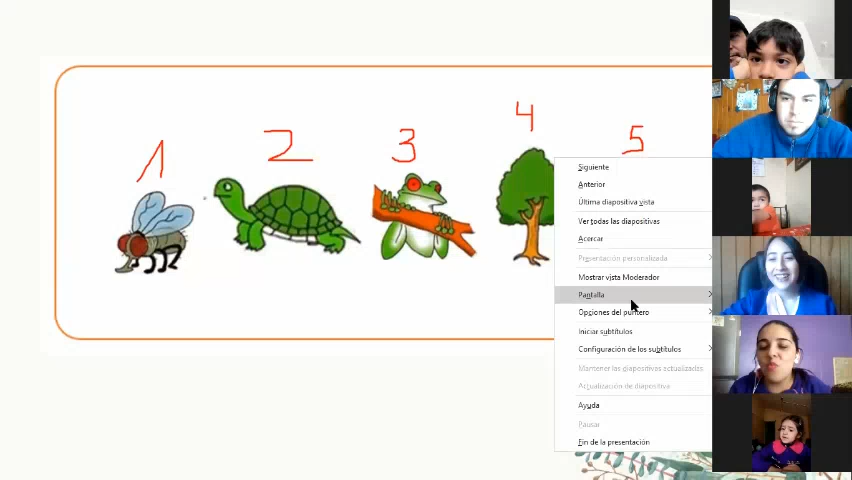 1 2 3 4 5
Siguiente
Anterior
Última diapositiva vista
Ver todas las diapositivas
Acercar
Presentación personalizada
Mostrar vista Moderador
Pantalla
Opciones del puntero
Iniciar subtítulos
Configuración de los subtítulos
Mantener las diapositivas actualizadas
Actualización de diapositiva
Ayuda
Pausar
Fin de la presentación